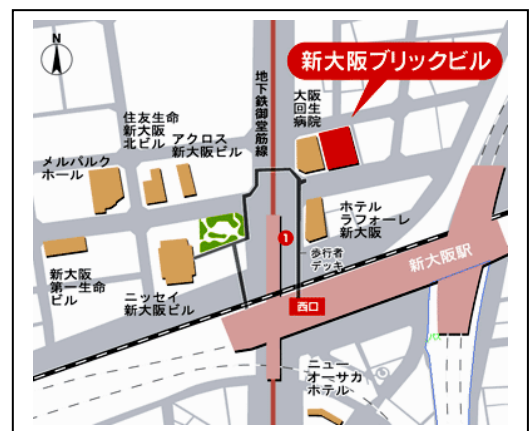 N
新大阪ブリックビル
地下鉄御堂筋線
大阪
回生
病院
住友生命
新大阪
北ビル
アクロス
新大阪ビル
メルパルク
ホール
ホテル
ラフォーレ
新大阪
1
歩行者
デッキ
新大阪駅
新大阪
第一生命
ビル
ニッセイ
新大阪ビル
西口
ニュー
オーサカ
ホテル